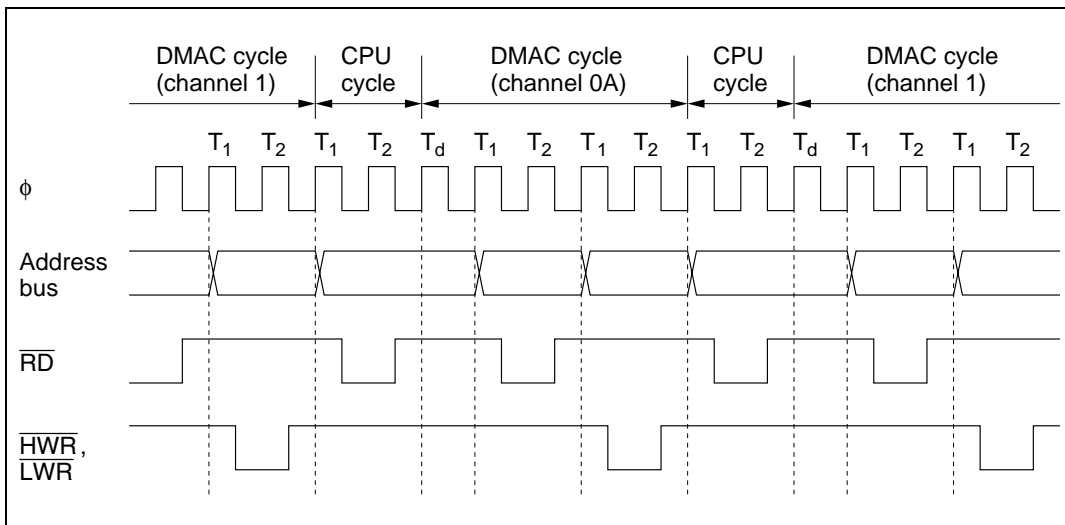 DMAC cycle (channel 1)
CPU cycle
DMAC cycle (channel 0A)
CPU cycle
DMAC cycle (channel 1)
T1 T2 T1 T2 Td T1 T2 T1 T2 T1 T2 Td T1 T2 T1 T2
φ
Address bus
RD
HWR,
LWR